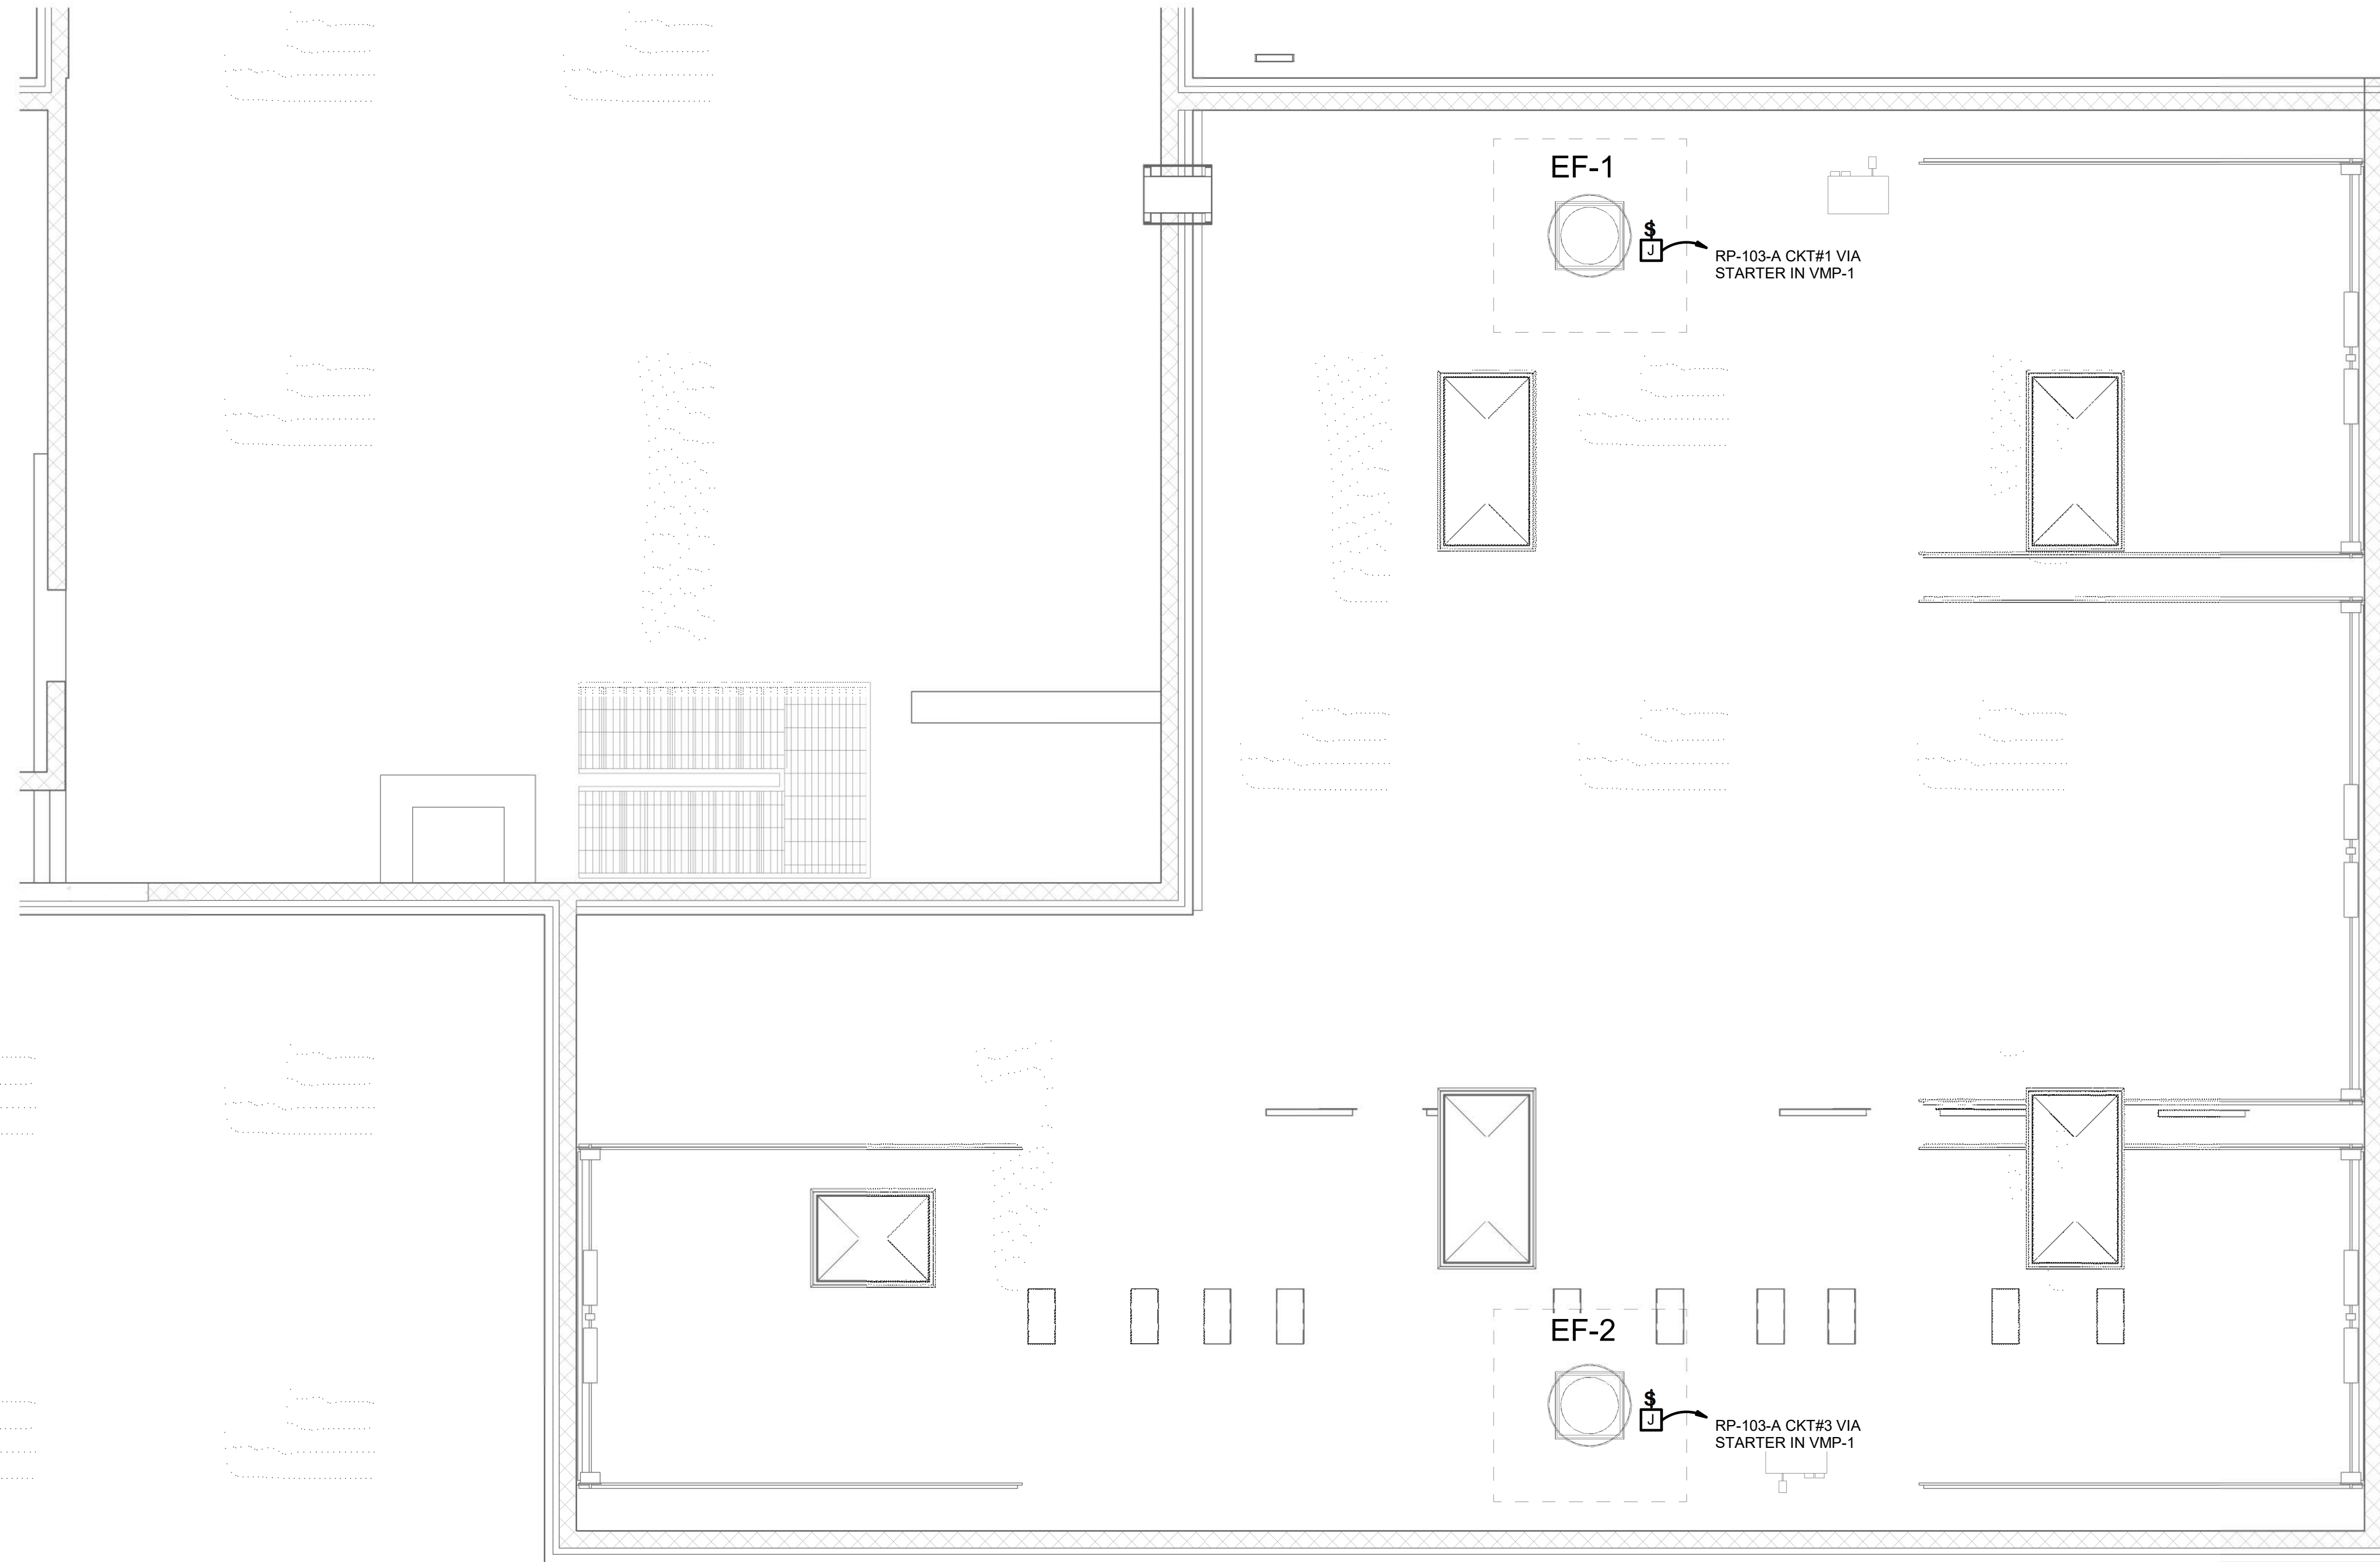 EF-1
$
J
RP-103-A CKT#1 VIA
STARTER IN VMP-1
EF-2
$
J
RP-103-A CKT#3 VIA
STARTER IN VMP-1